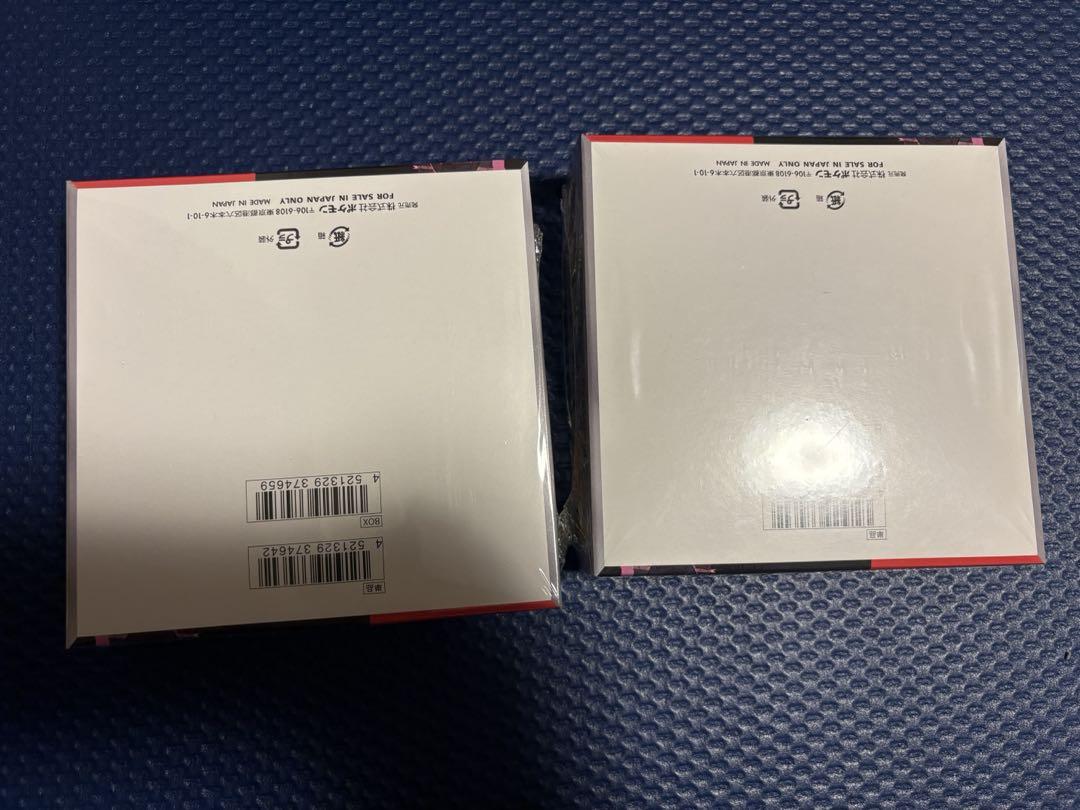 発売元 株式会社ポケモン 〒106-6108 東京都港区六本木6-10-1
FOR SALE IN JAPAN ONLY MADE IN JAPAN
紙 箱 プラ 外装
単品
4 521329 374642
BOX
4 521329 374659
発売元 株式会社ポケモン 〒106-6108 東京都港区六本木6-10-1
FOR SALE IN JAPAN ONLY MADE IN JAPAN
紙 箱 プラ 外装
単品